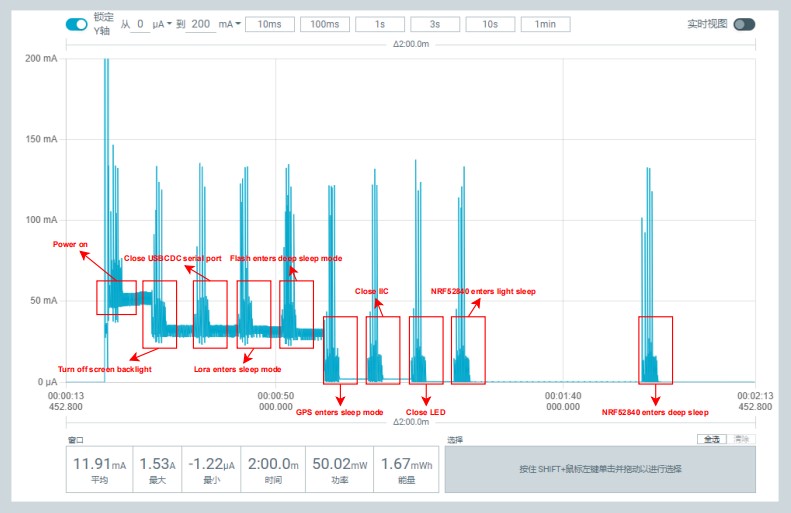 锁定
Y轴
从 0 µA 到 200 mA
10ms
100ms
1s
3s
10s
1min
实时视图
Δ2:00.0m
200 mA
150 mA
100 mA
50 mA
0 µA
Power on
Close USBCDC serial port
Flash enters deep sleep mode
Close IIC
NRF52840 enters light sleep
Turn off screen backlight
Lora enters sleep mode
GPS enters sleep mode
Close LED
NRF52840 enters deep sleep
00:00:13
452.800
00:00:50
000.000
00:01:40
000.000
00:02:13
452.800
Δ2:00.0m
窗口
11.91mA
平均
1.53A
最大
-1.22µA
最小
2:00.0m
时间
50.02mW
功率
1.67mWh
能量
选择
全选
清除
按住 SHIFT+鼠标左键单击并拖动以进行选择